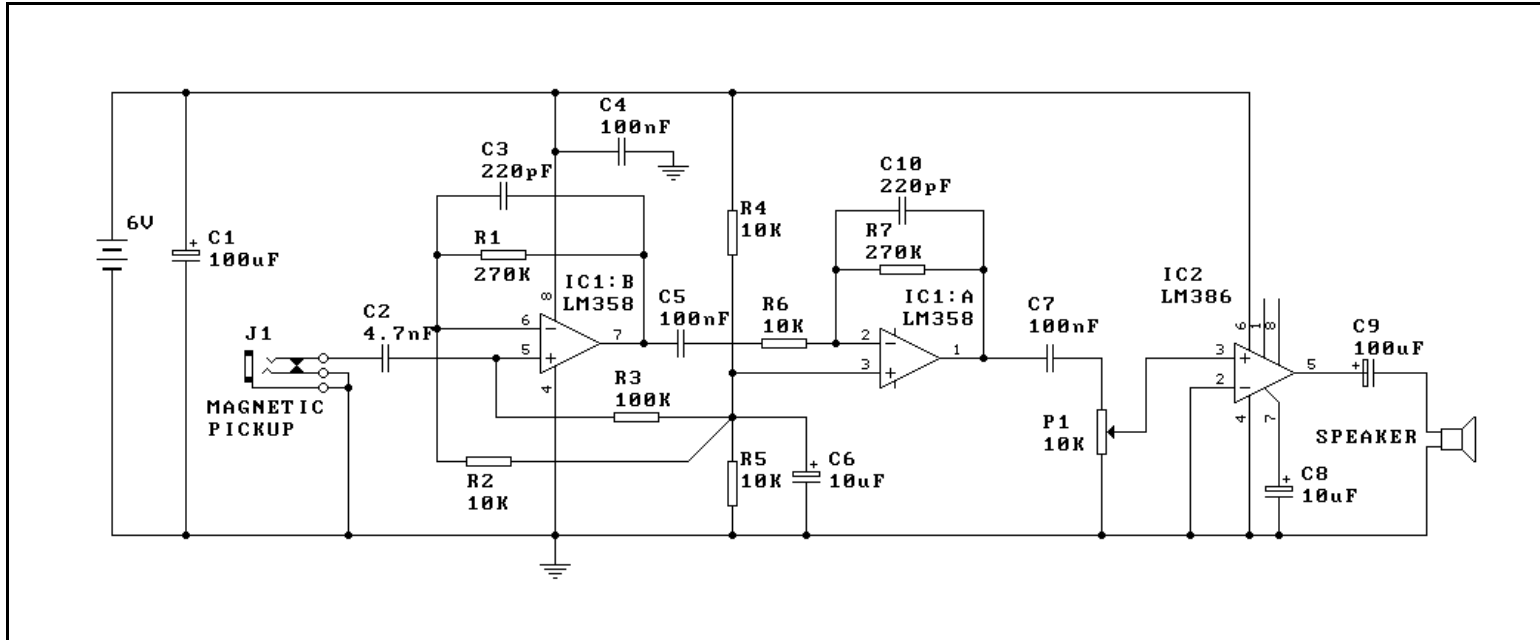 6V
C1
100uF
J1
MAGNETIC
PICKUP
C2
4.7nF
C3
220pF
R1
270K
IC1:B
LM358
8
6
5
7
4
C4
100nF
C5
100nF
R3
100K
R2
10K
R4
10K
R5
10K
C6
10uF
R6
10K
C10
220pF
R7
270K
IC1:A
LM358
2
3
1
C7
100nF
P1
10K
IC2
LM386
6
1
8
3
2
5
4
7
C8
10uF
C9
100uF
SPEAKER